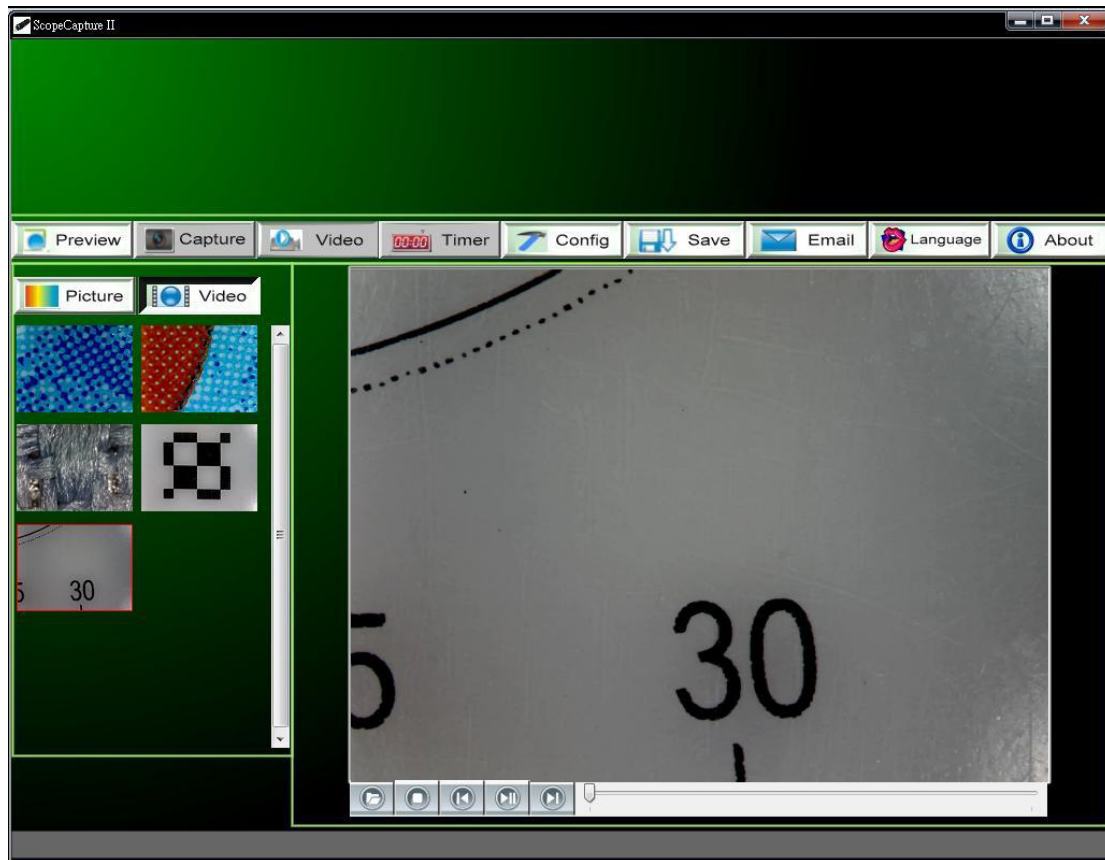 ScopeCapture II
Preview Capture Video 00:00 Timer Config Save Email Language About
Picture Video
5 30
5 30